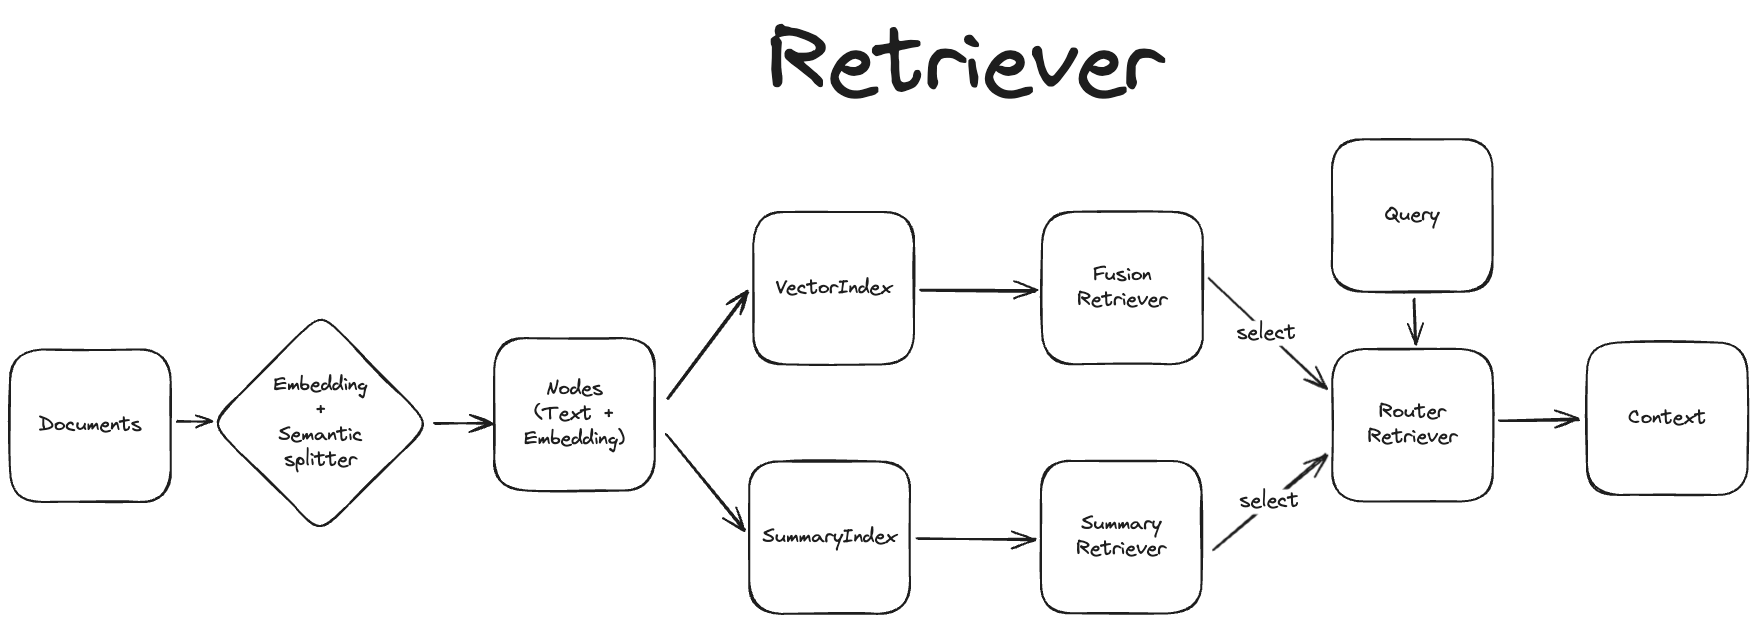 Retriever
Documents
Embedding
+
Semantic
splitter
Nodes
(Text +
Embedding)
VectorIndex
SummaryIndex
Fusion
Retriever
Summary
Retriever
select
select
Query
Router
Retriever
Context